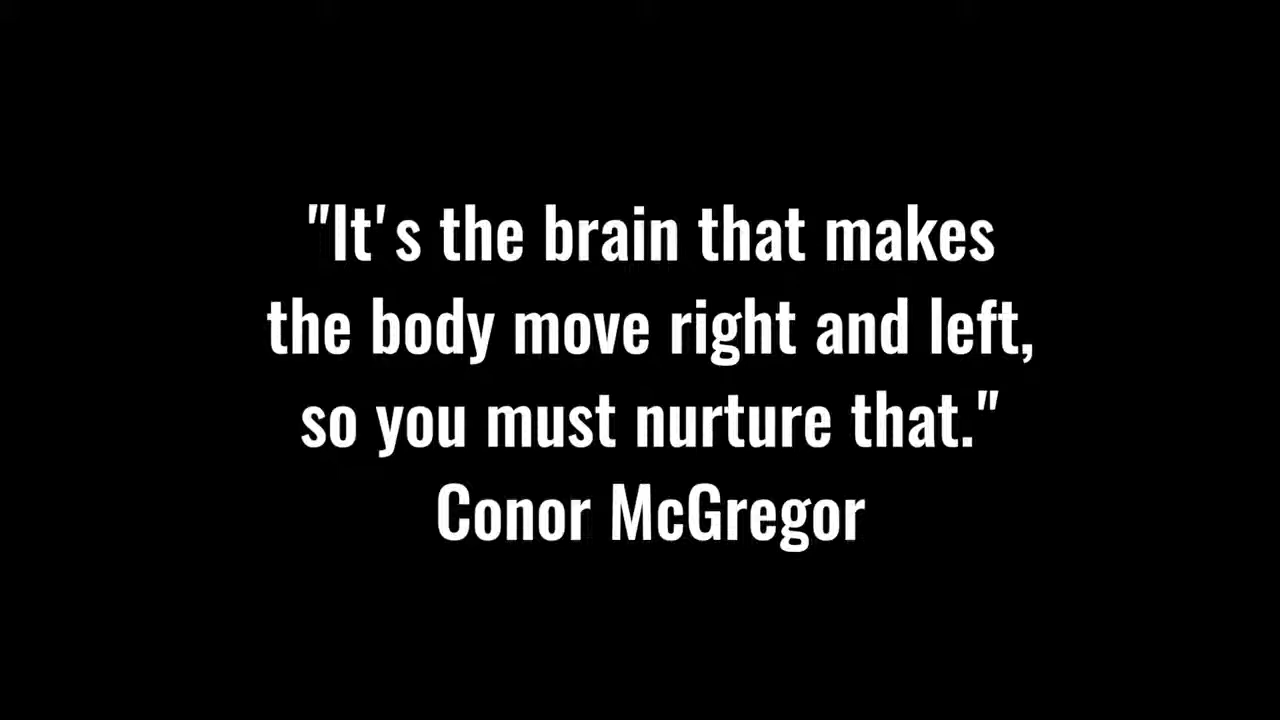 "It's the brain that makes
the body move right and left,
so you must nurture that."
Conor McGregor